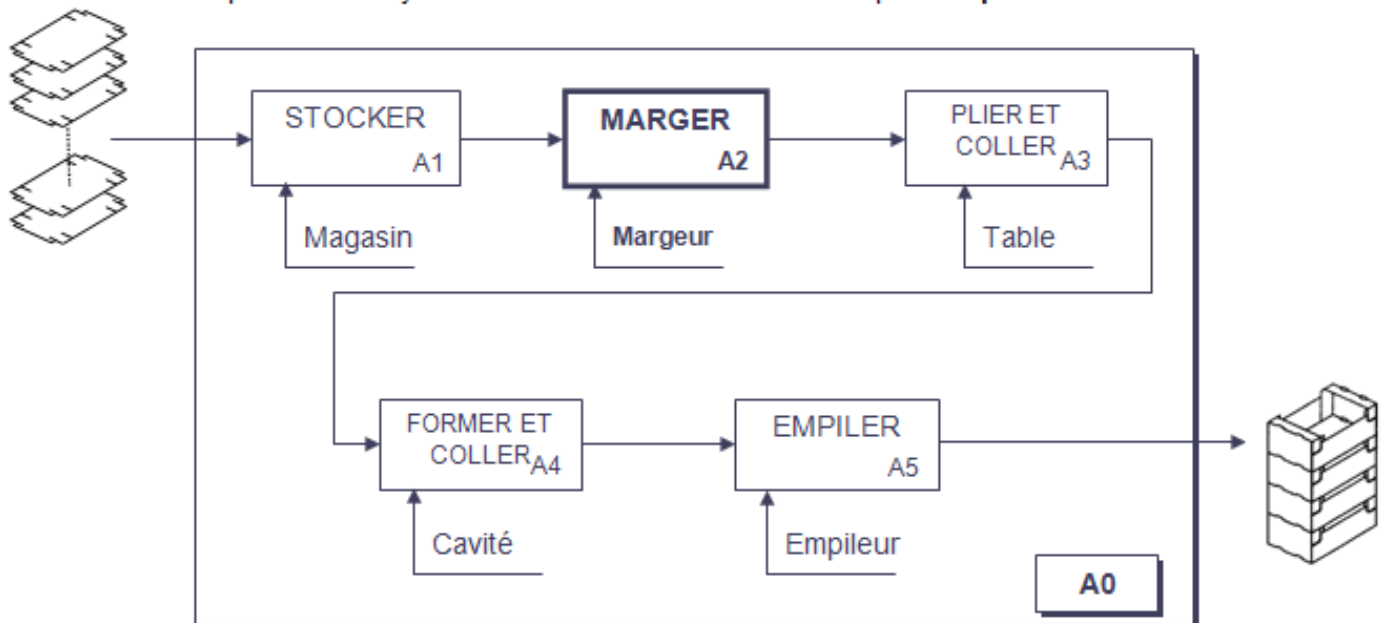 STOCKER
A1
MARGER
A2
PLIER ET
COLLER A3
Magasin
Margeur
Table
FORMER ET
COLLER A4
EMPILER
A5
Cavité
Empileur
A0